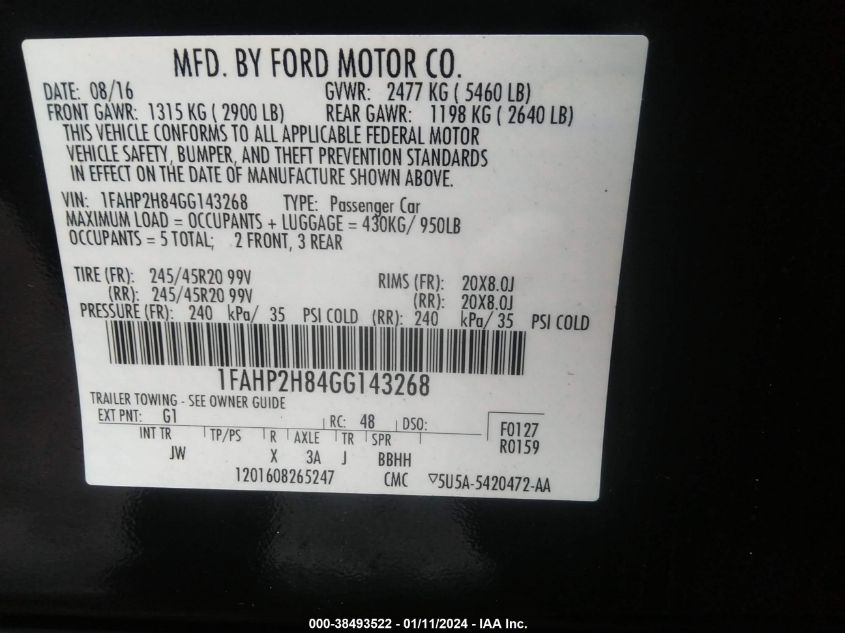 MFD. BY FORD MOTOR CO.
DATE: 08/16 GVWR: 2477 KG ( 5460 LB)
FRONT GAWR: 1315 KG ( 2900 LB) REAR GAWR: 1198 KG ( 2640 LB)
THIS VEHICLE CONFORMS TO ALL APPLICABLE FEDERAL MOTOR
VEHICLE SAFETY, BUMPER, AND THEFT PREVENTION STANDARDS
IN EFFECT ON THE DATE OF MANUFACTURE SHOWN ABOVE.
VIN: 1FAHP2H84GG143268 TYPE: Passenger Car
MAXIMUM LOAD = OCCUPANTS + LUGGAGE = 430KG/ 950LB
OCCUPANTS = 5 TOTAL; 2 FRONT, 3 REAR
TIRE (FR): 245/45R20 99V RIMS (FR): 20X8.0J
(RR): 245/45R20 99V (RR): 20X8.0J
PRESSURE (FR): 240 kPa/ 35 PSI COLD (RR): 240 kPa/ 35 PSI COLD
1FAHP2H84GG143268
TRAILER TOWING - SEE OWNER GUIDE
EXT PNT: G1 RC: 48 DSO: F0127
INT TR TP/PS R AXLE TR SPR R0159
JW X 3A J BBHH
1201608265247 CMC ▽5U5A-5420472-AA
000-38493522 - 01/11/2024 - IAA Inc.